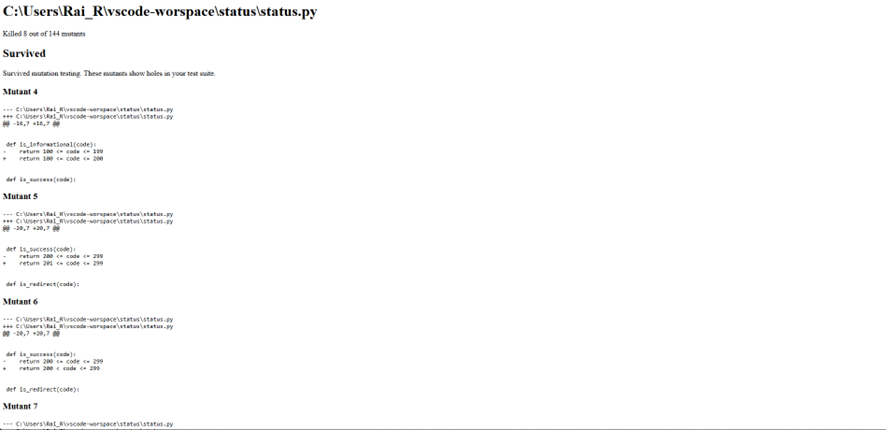 C:\Users\Rai_R\vscode-worspace\status\status.py
Killed 8 out of 144 mutants
Survived
Survived mutation testing. These mutants show holes in your test suite.
Mutant 4
--- C:\Users\Rai_R\vscode-worspace\status\status.py
+++ C:\Users\Rai_R\vscode-worspace\status\status.py
@@ -16,7 +16,7 @@
def is_informational(code):
-    return 100 <= code <= 199
+    return 100 <= code <= 200
def is_success(code):
Mutant 5
--- C:\Users\Rai_R\vscode-worspace\status\status.py
+++ C:\Users\Rai_R\vscode-worspace\status\status.py
@@ -20,7 +20,7 @@
def is_success(code):
-    return 200 <= code <= 299
+    return 201 <= code <= 299
def is_redirect(code):
Mutant 6
--- C:\Users\Rai_R\vscode-worspace\status\status.py
+++ C:\Users\Rai_R\vscode-worspace\status\status.py
@@ -20,7 +20,7 @@
def is_success(code):
-    return 200 <= code <= 299
+    return 200 < code <= 299
def is_redirect(code):
Mutant 7
--- C:\Users\Rai_R\vscode-worspace\status\status.py